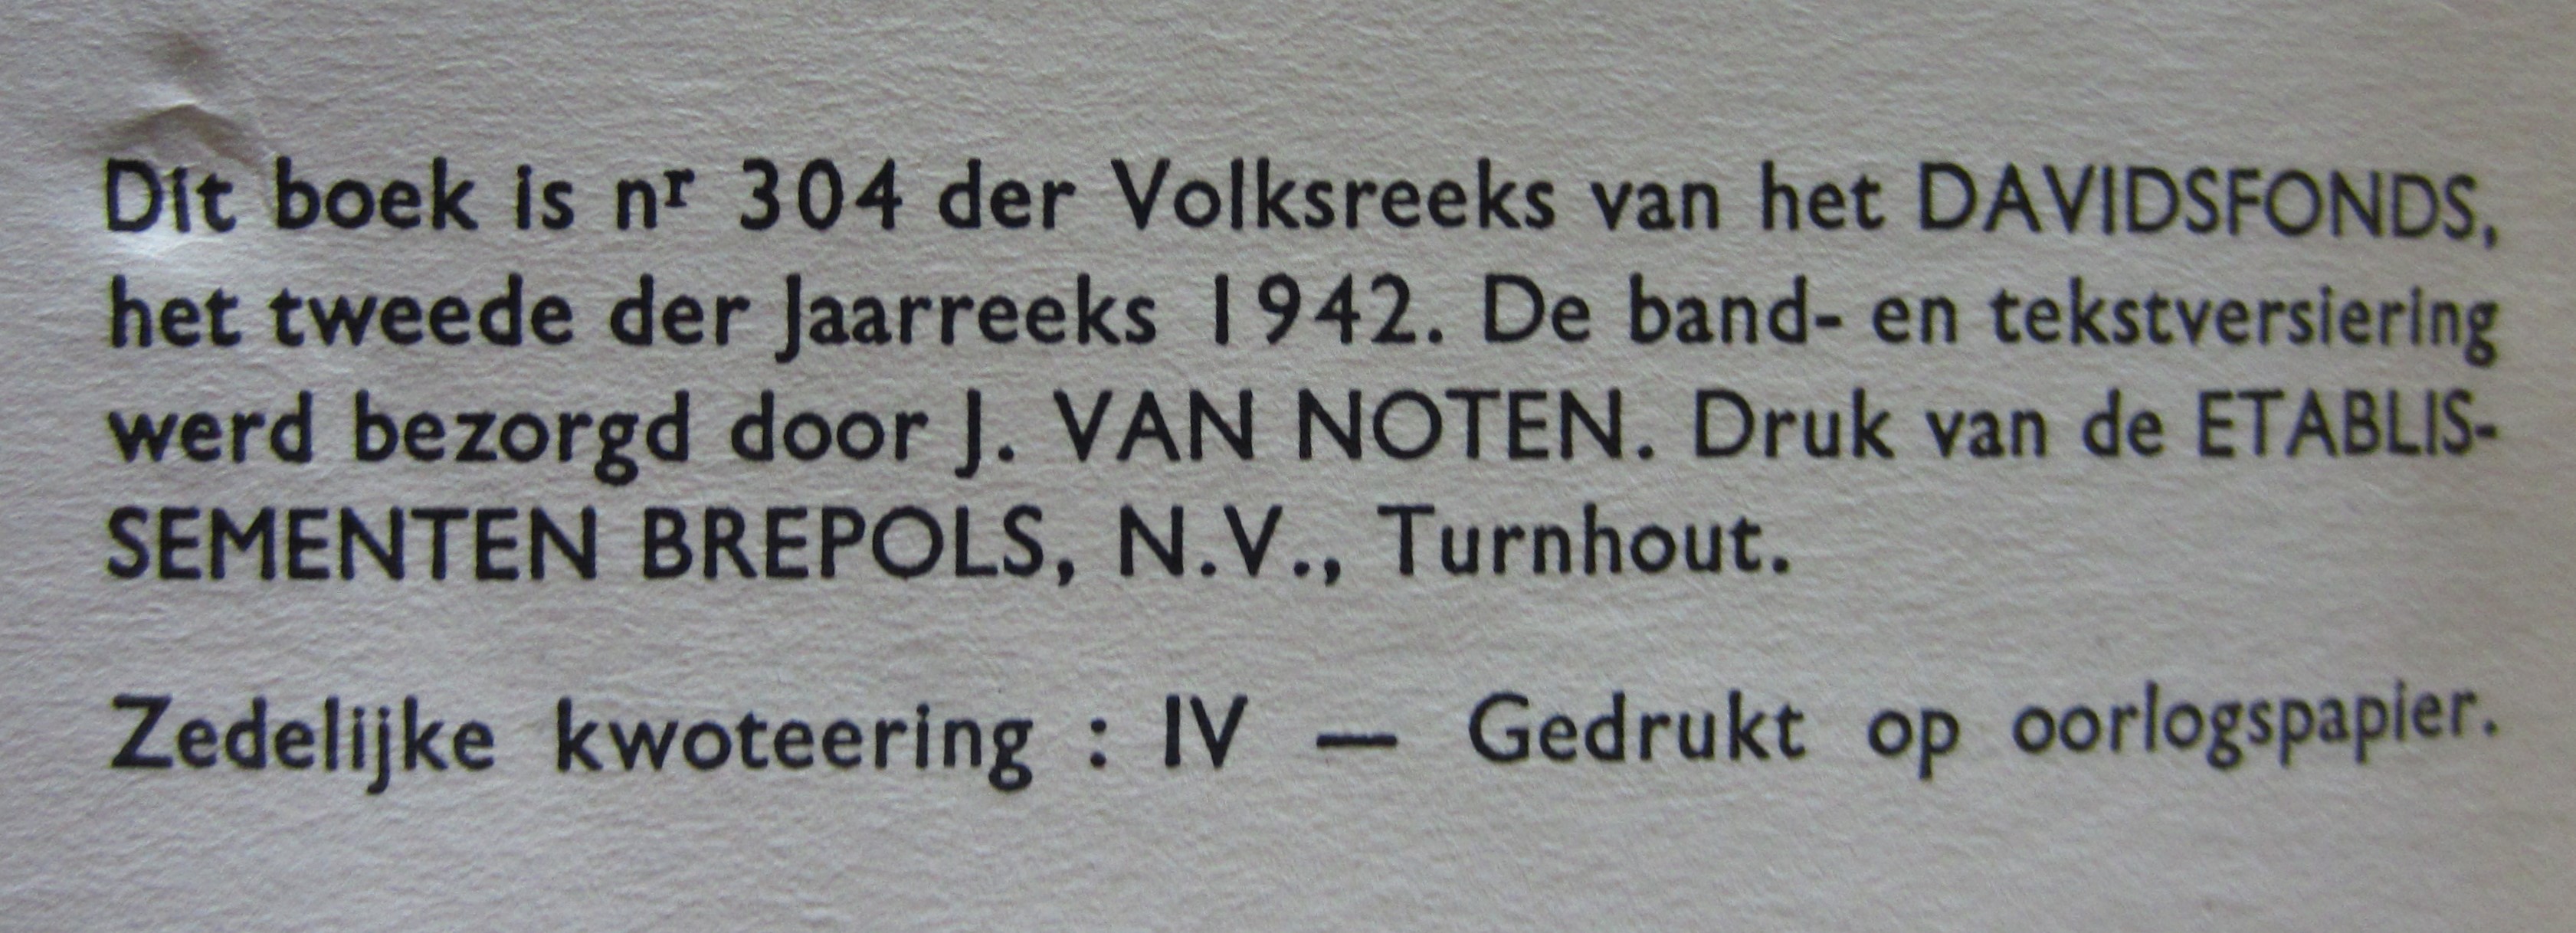 Dit boek is nʳ 304 der Volksreeks van het DAVIDSFONDS,
het tweede der Jaarreeks 1942. De band- en tekstversiering
werd bezorgd door J. VAN NOTEN. Druk van de ETABLIS-
SEMENTEN BREPOLS, N.V., Turnhout.
Zedelijke kwoteering : IV — Gedrukt op oorlogspapier.